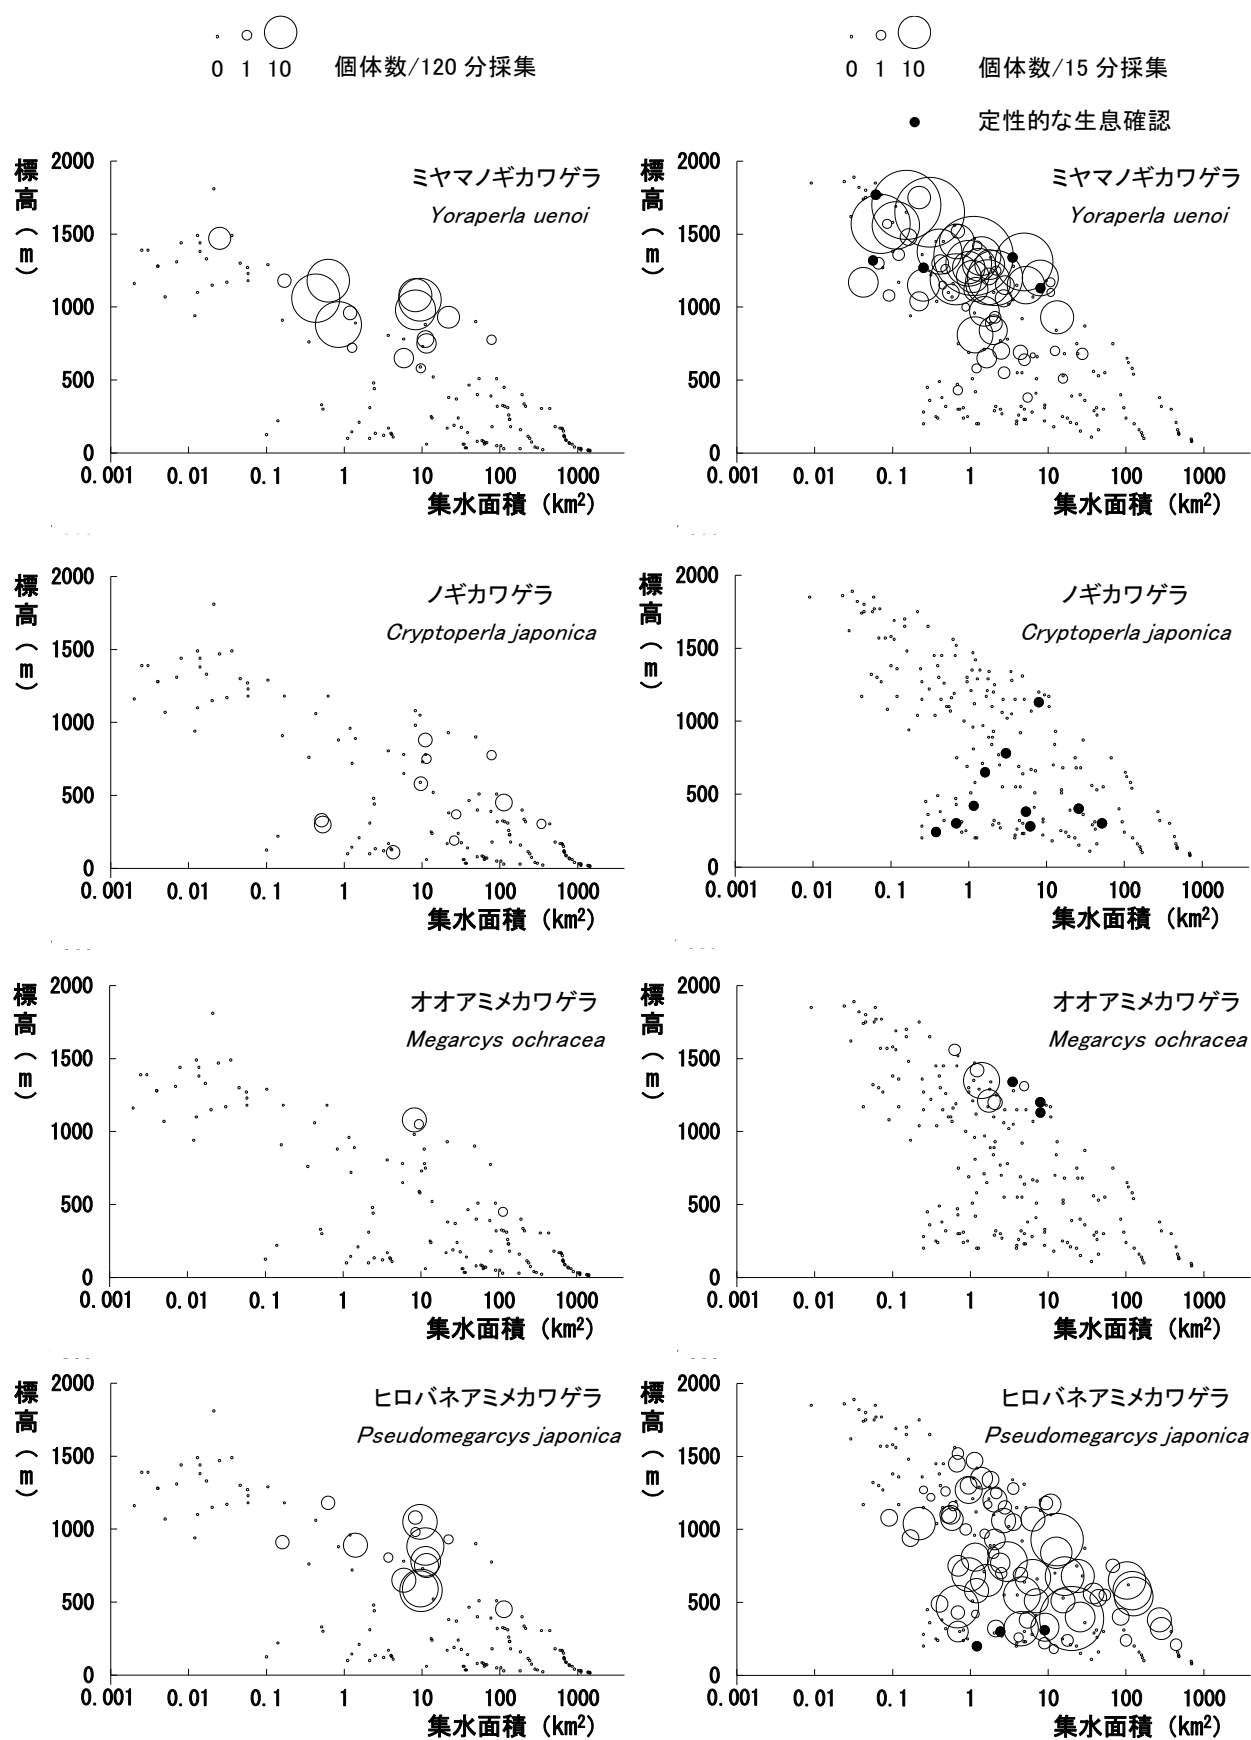 0 1 10 個体数/120 分採集
0 1 10 個体数/15 分採集
定性的な生息確認
標高(m)
2000
1500
1000
500
0
0.001 0.01 0.1 1 10 100 1000
集水面積 (km²)
ミヤマノギカワゲラ
Yoraperla uenoi
標高(m)
2000
1500
1000
500
0
0.001 0.01 0.1 1 10 100 1000
集水面積 (km²)
ミヤマノギカワゲラ
Yoraperla uenoi
標高(m)
2000
1500
1000
500
0
0.001 0.01 0.1 1 10 100 1000
集水面積 (km²)
ノギカワゲラ
Cryptoperla japonica
標高(m)
2000
1500
1000
500
0
0.001 0.01 0.1 1 10 100 1000
集水面積 (km²)
ノギカワゲラ
Cryptoperla japonica
標高(m)
2000
1500
1000
500
0
0.001 0.01 0.1 1 10 100 1000
集水面積 (km²)
オオアミメカワゲラ
Megarcys ochracea
標高(m)
2000
1500
1000
500
0
0.001 0.01 0.1 1 10 100 1000
集水面積 (km²)
オオアミメカワゲラ
Megarcys ochracea
標高(m)
2000
1500
1000
500
0
0.001 0.01 0.1 1 10 100 1000
集水面積 (km²)
ヒロバネアミメカワゲラ
Pseudomegarcys japonica
標高(m)
2000
1500
1000
500
0
0.001 0.01 0.1 1 10 100 1000
集水面積 (km²)
ヒロバネアミメカワゲラ
Pseudomegarcys japonica